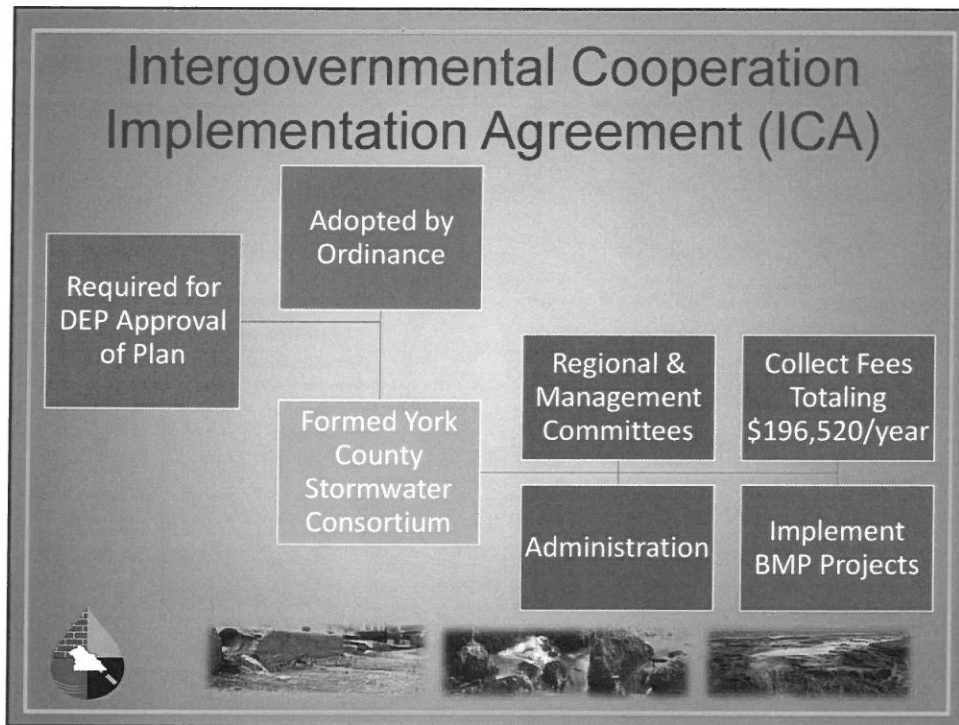 Intergovernmental Cooperation
Implementation Agreement (ICA)
Adopted by
Ordinance
Required for
DEP Approval
of Plan
Formed York
County
Stormwater
Consortium
Regional &
Management
Committees
Collect Fees
Totaling
$196,520/year
Administration
Implement
BMP Projects